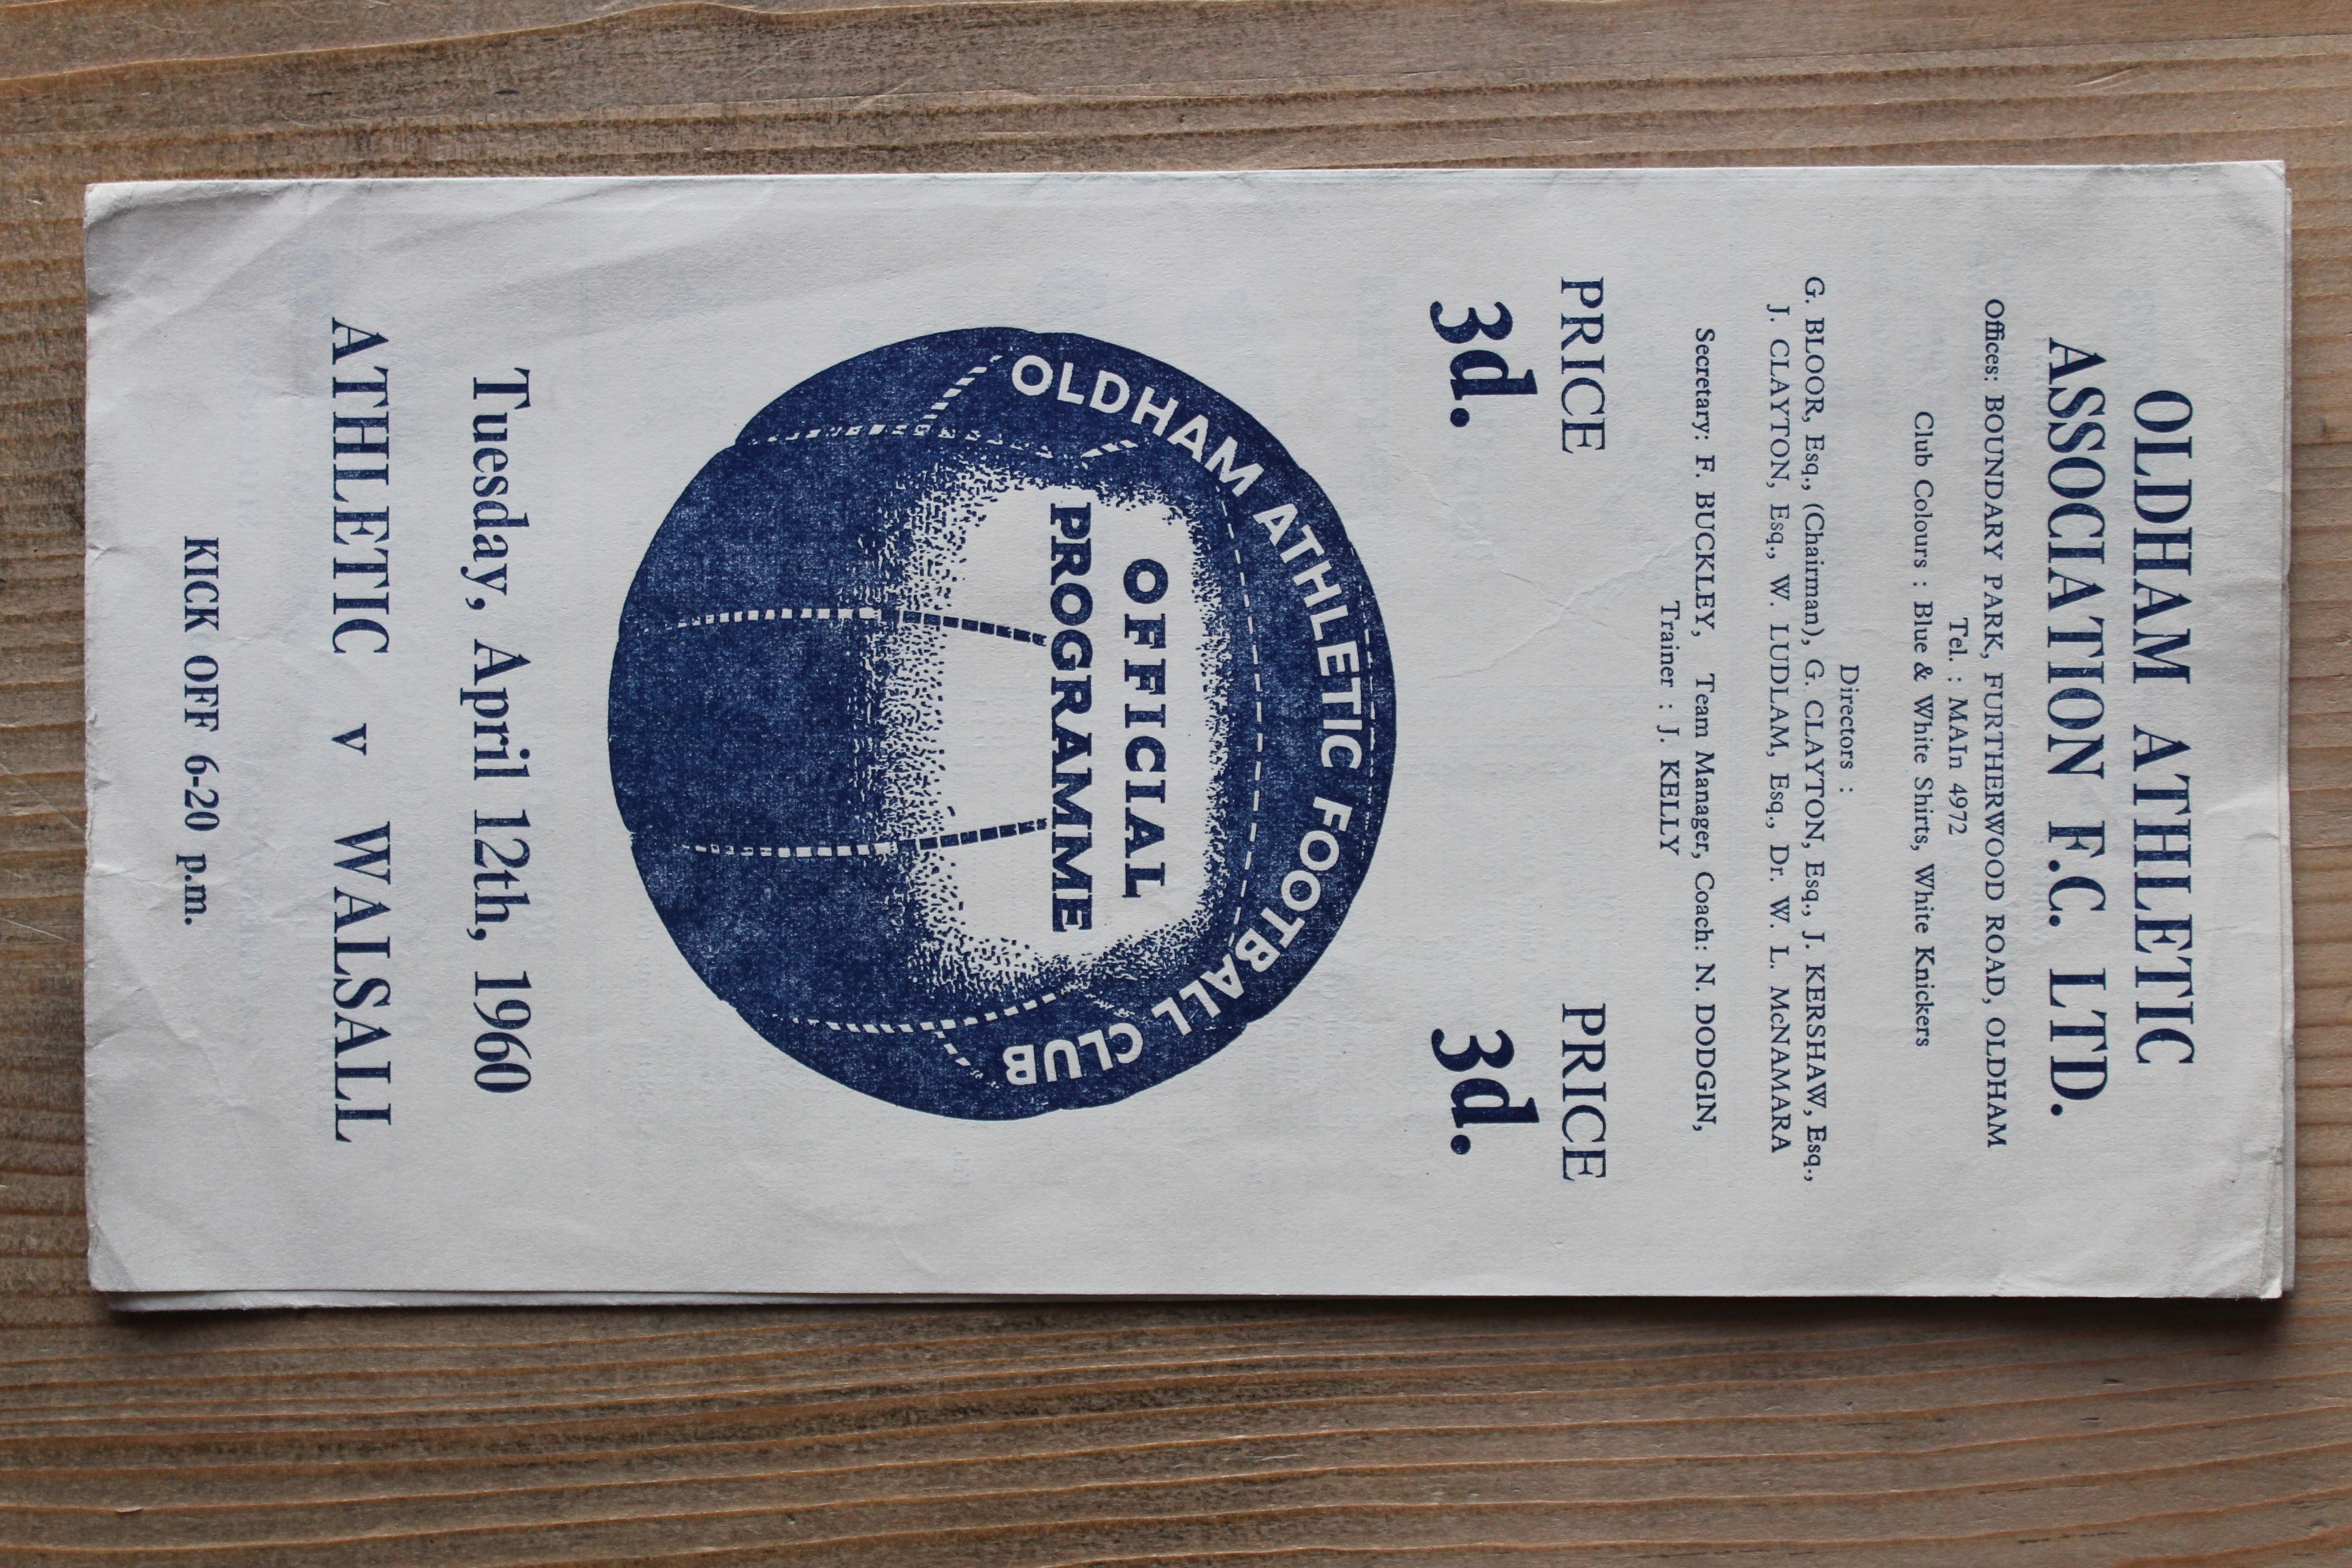 OLDHAM ATHLETIC
ASSOCIATION F.C. LTD.
Offices: BOUNDARY PARK, FURTHERWOOD ROAD, OLDHAM
Tel. : MAIn 4972
Club Colours : Blue & White Shirts, White Knickers
Directors :
G. BLOOR, Esq., (Chairman), G. CLAYTON, Esq., J. KERSHAW, Esq.,
J. CLAYTON, Esq., W. LUDLAM, Esq., Dr. W. L. McNAMARA
Secretary: F. BUCKLEY, Team Manager, Coach: N. DODGIN,
Trainer : J. KELLY
PRICE PRICE
3d. 3d.
OLDHAM ATHLETIC FOOTBALL CLUB
OFFICIAL
PROGRAMME
Tuesday, April 12th, 1960
ATHLETIC v WALSALL
KICK OFF 6-20 p.m.